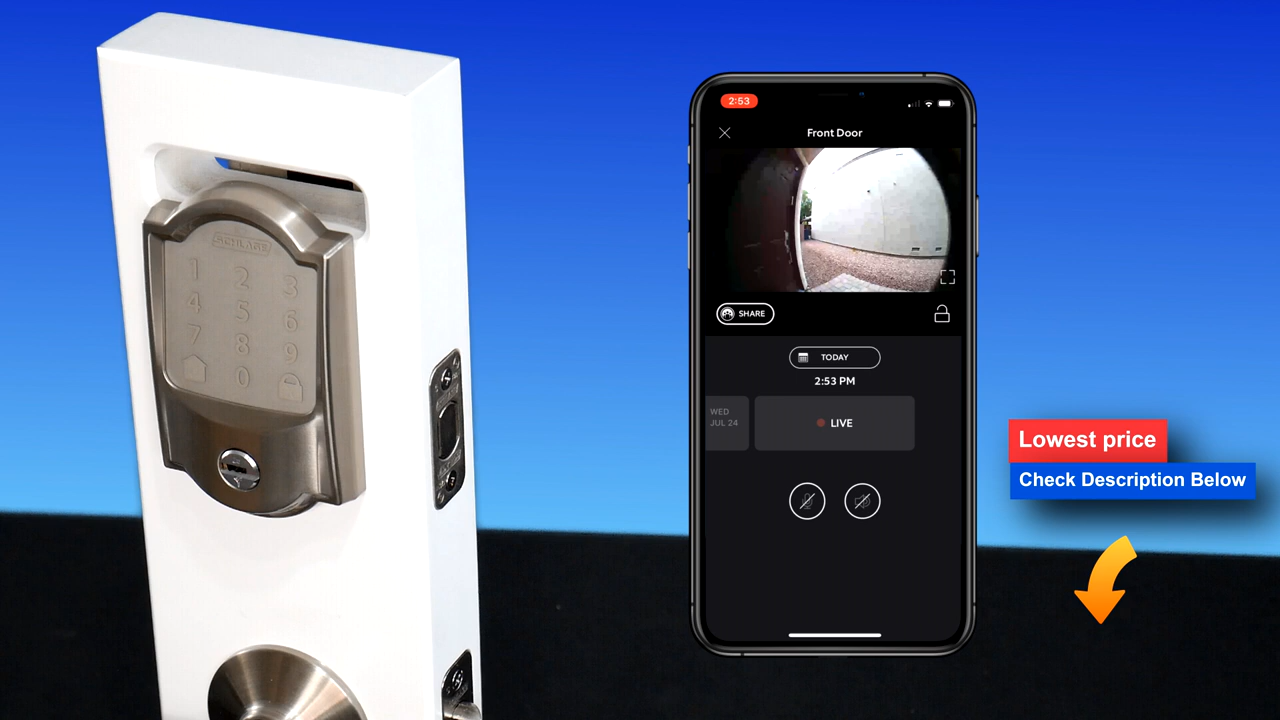 SCHLAGE
1 2 3
4 5 6
7 8 9
0
2:53
Front Door
SHARE
TODAY
2:53 PM
WED
JUL 24
LIVE
Lowest price
Check Description Below